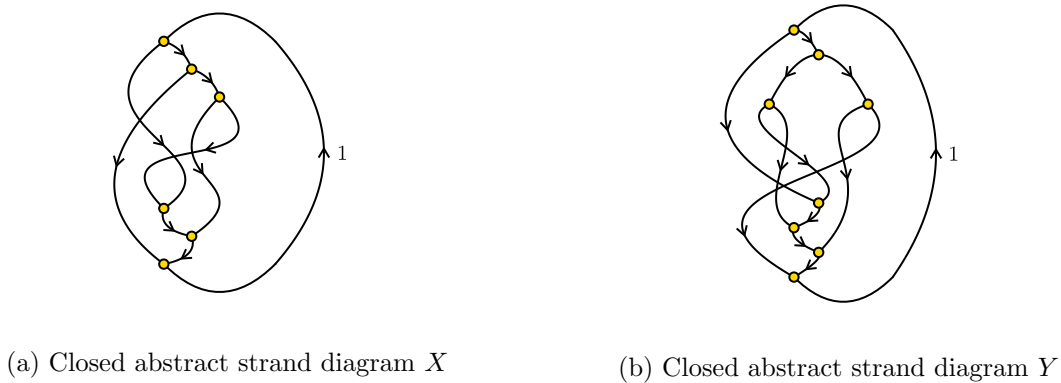 1
1
(a) Closed abstract strand diagram X
(b) Closed abstract strand diagram Y